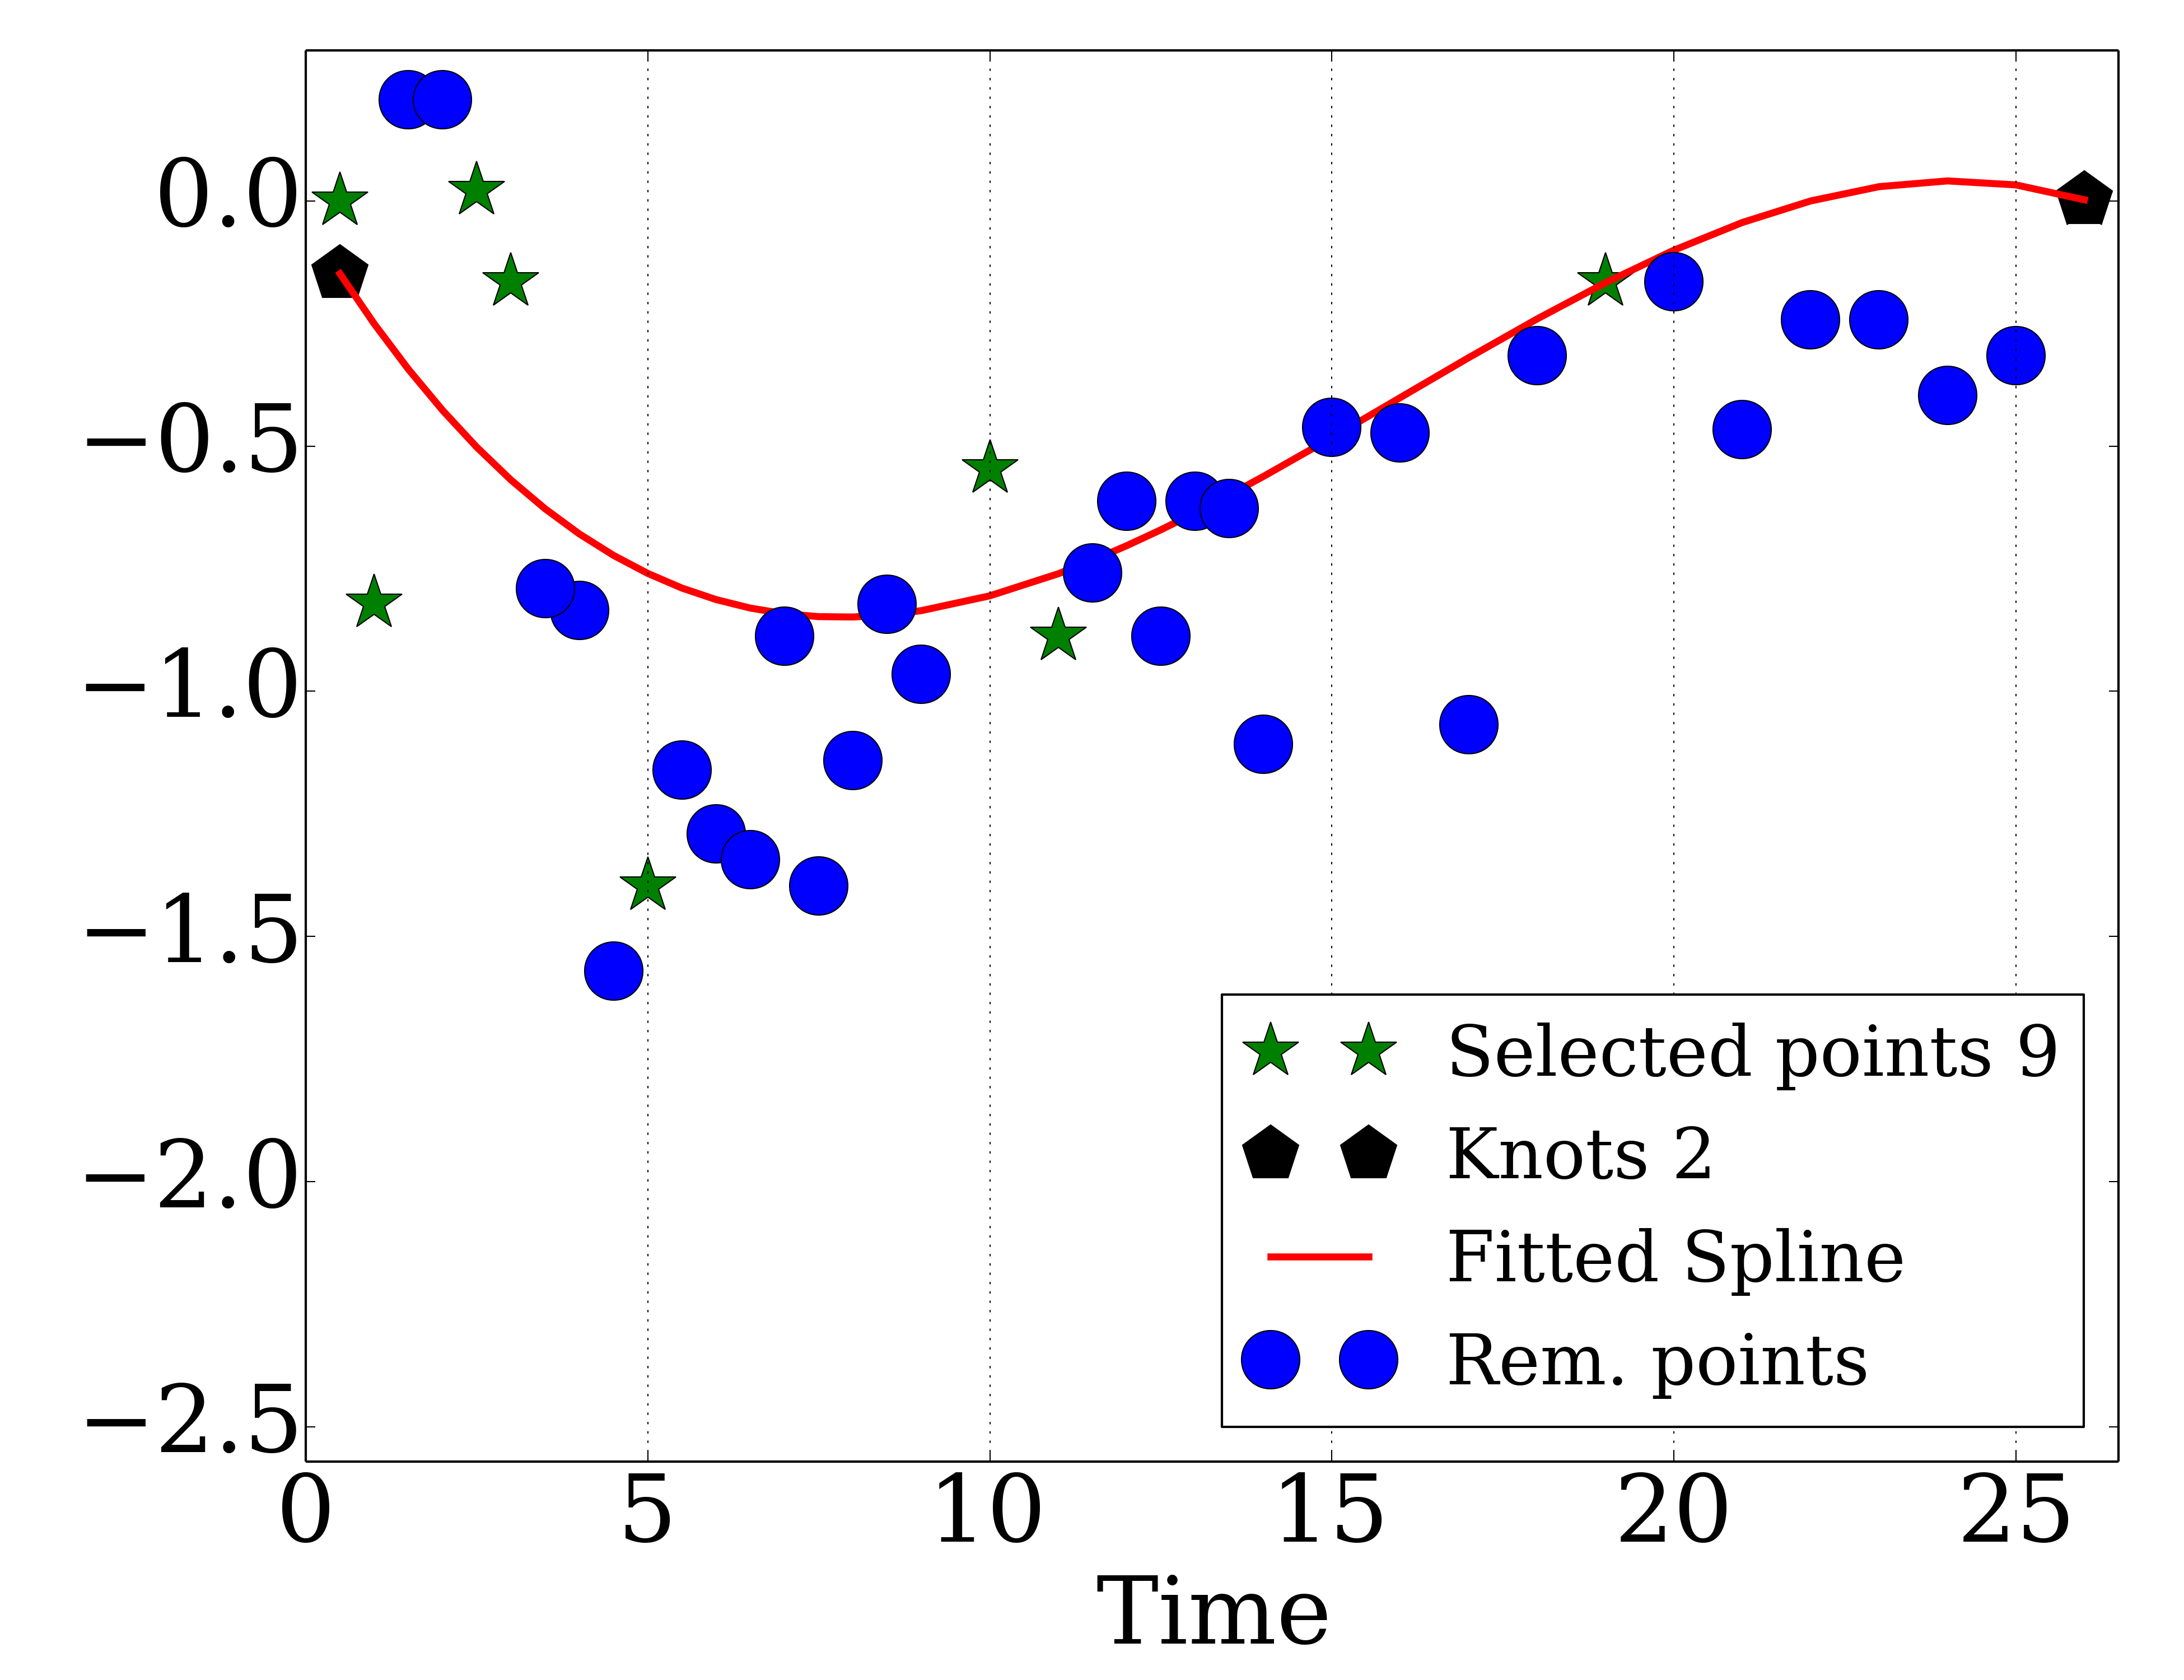 0.0
−0.5
−1.0
−1.5
−2.0
−2.5
0 5 10 15 20 25
Time
Selected points 9
Knots 2
Fitted Spline
Rem. points